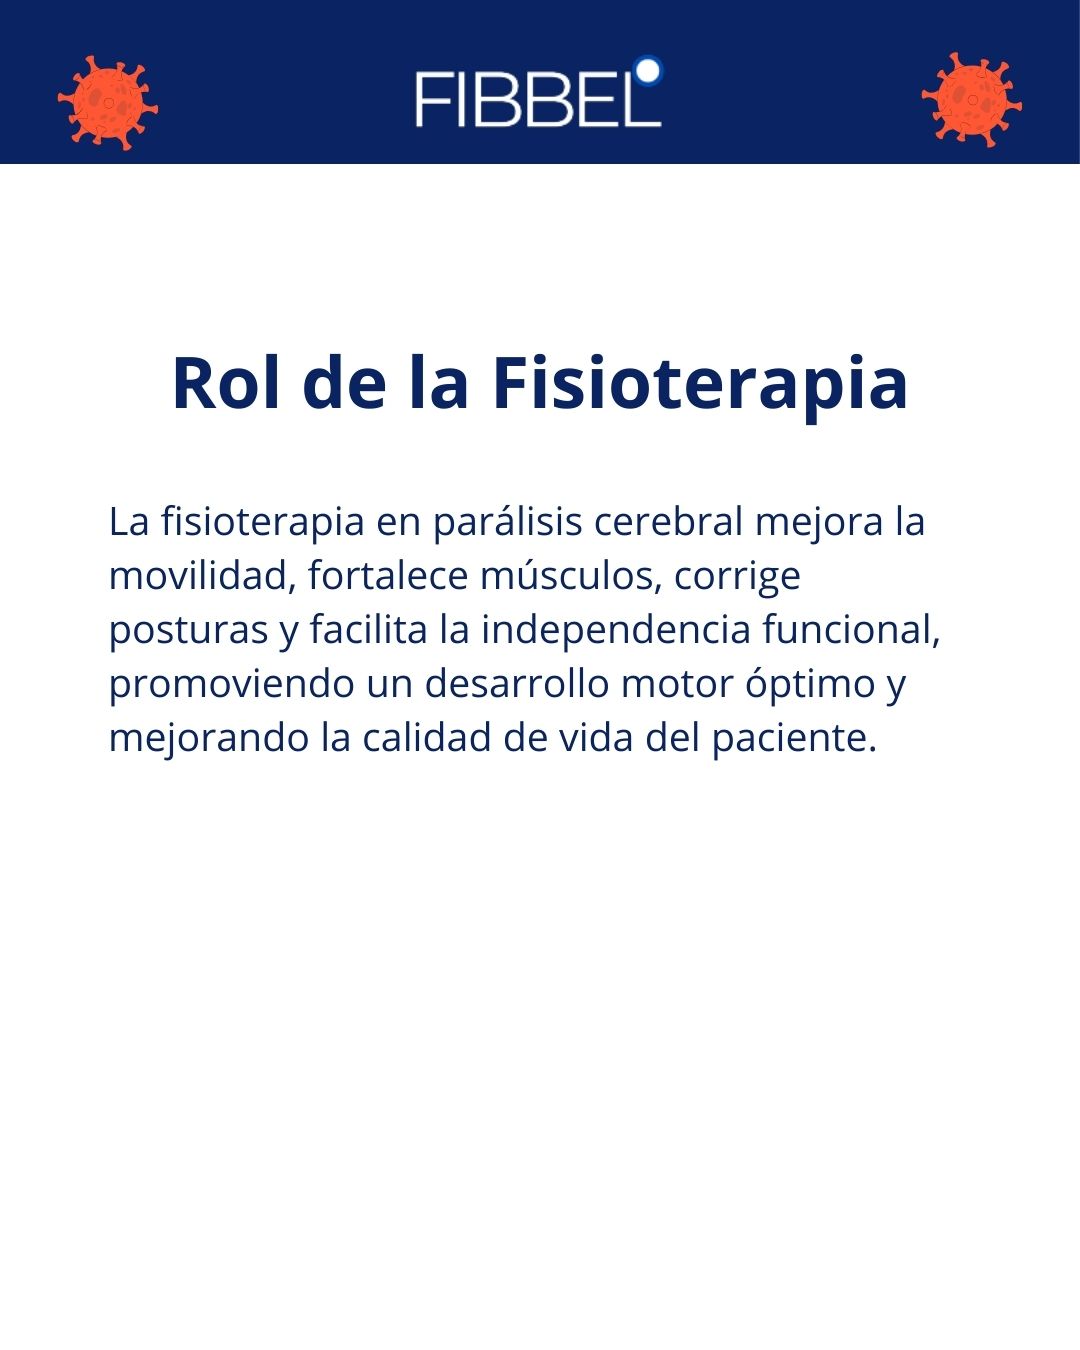 FIBBEL
Rol de la Fisioterapia
La fisioterapia en parálisis cerebral mejora la
movilidad, fortalece músculos, corrige
posturas y facilita la independencia funcional,
promoviendo un desarrollo motor óptimo y
mejorando la calidad de vida del paciente.